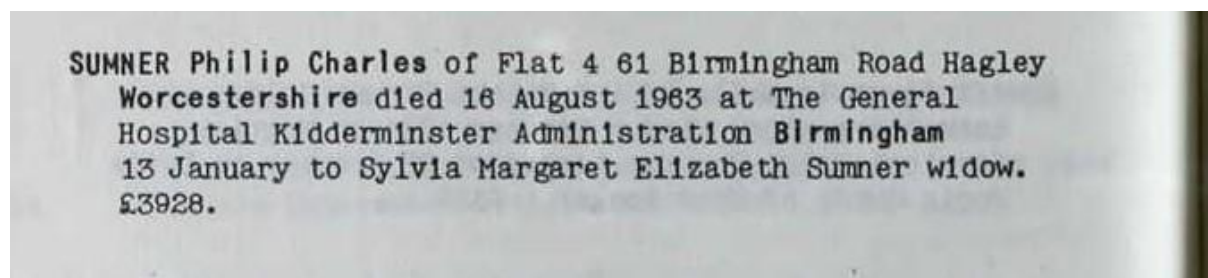 SUMNER Philip Charles of Flat 4 61 Birmingham Road Hagley
Worcestershire died 16 August 1963 at The General
Hospital Kidderminster Administration Birmingham
13 January to Sylvia Margaret Elizabeth Sumner widow.
£3928.